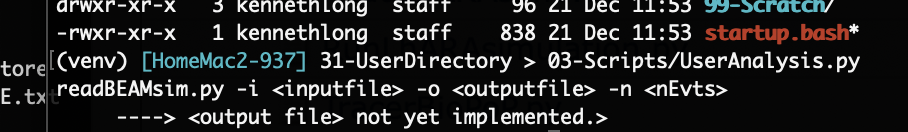 drwxr-xr-x   3 kennethlong  staff     96 21 Dec 11:53 99-Scratch/
-rwxr-xr-x   1 kennethlong  staff    838 21 Dec 11:53 startup.bash*
(venv) [HomeMac2-937] 31-UserDirectory > 03-Scripts/UserAnalysis.py
tore
readBEAMsim.py -i <inputfile> -o <outputfile> -n <nEvts>
E.txt
     ----> <output file> not yet implemented.>